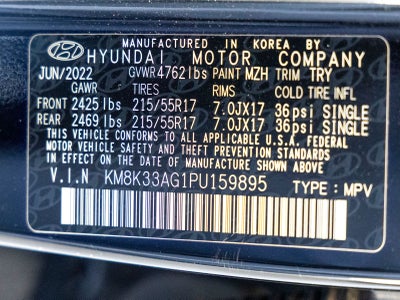 MANUFACTURED IN KOREA BY
HYUNDAI MOTOR COMPANY
JUN/2022 GVWR 4762lbs PAINT MZH TRIM TRY
GAWR TIRES RIMS COLD TIRE INFL
FRONT 2425lbs 215/55R17 7.0JX17 36psi SINGLE
REAR 2469lbs 215/55R17 7.0JX17 36psi SINGLE
THIS VEHICLE CONFORMS TO ALL APPLICABLE U.S.A. FEDERAL
MOTOR VEHICLE SAFETY, BUMPER, AND
THEFT PREVENTION STANDARDS IN EFFECT ON THE DATE
OF MANUFACTURE SHOWN ABOVE.
V.I.N KM8K33AG1PU159895 TYPE: MPV